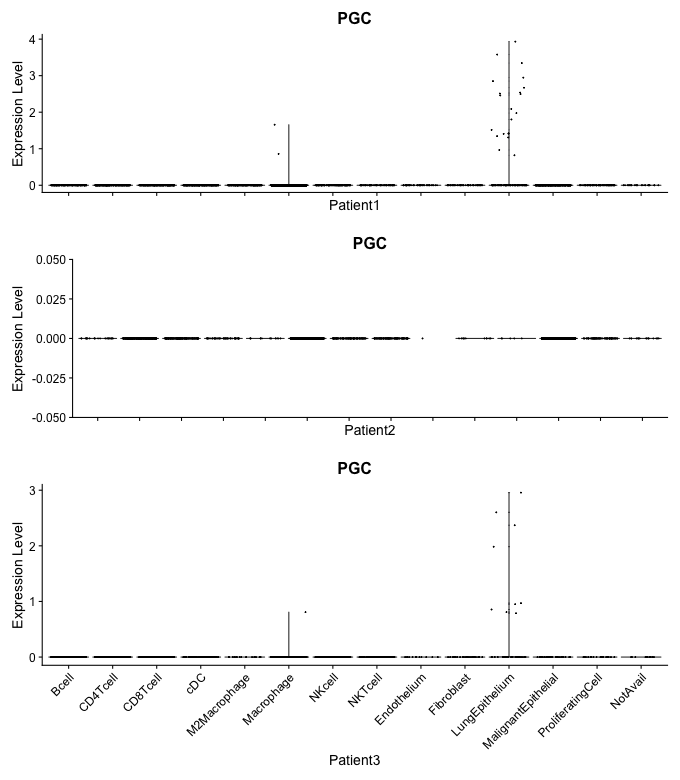 PGC
Expression Level
4
3
2
1
0
Patient1
PGC
Expression Level
0.050
0.025
0.000
-0.025
-0.050
Patient2
PGC
Expression Level
3
2
1
0
Bcell
CD4Tcell
CD8Tcell
cDC
M2Macrophage
Macrophage
NKcell
NKTcell
Endothelium
Fibroblast
LungEpithelium
MalignantEpithelial
ProliferatingCell
NotAvail
Patient3